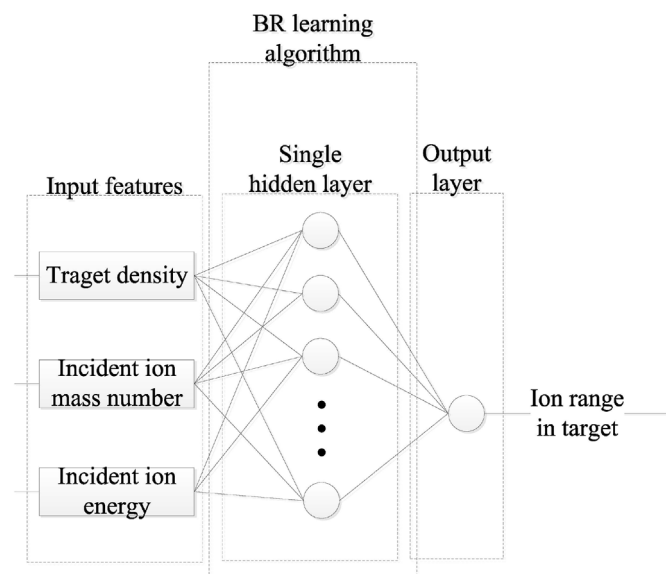 BR learning
algorithm
Input features
Single
hidden layer
Output
layer
Traget density
Incident ion
mass number
Incident ion
energy
Ion range
in target